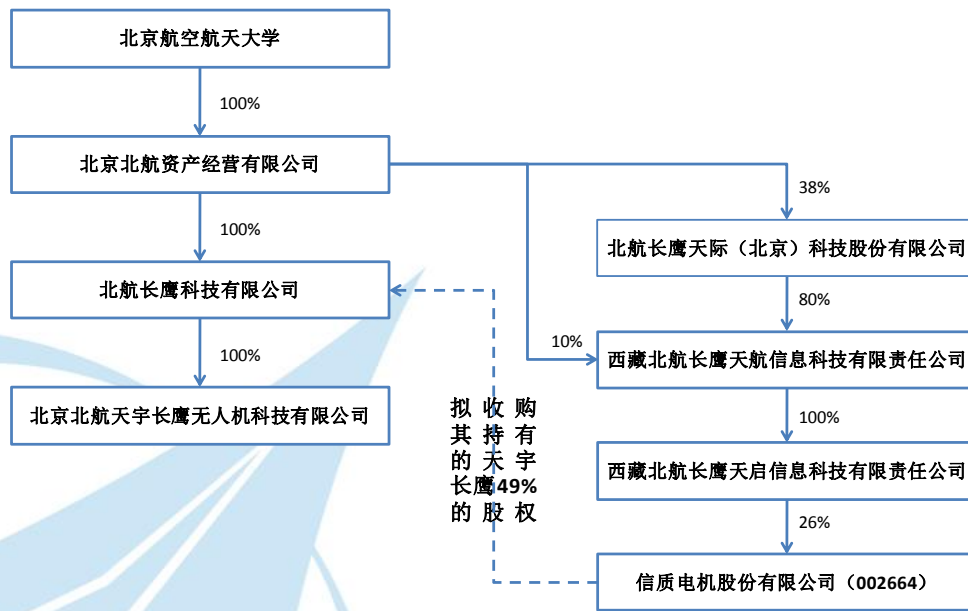 北京航空航天大学
100%
北京北航资产经营有限公司
38%
100%
北航长鹰天际（北京）科技股份有限公司
北航长鹰科技有限公司
80%
10%
100%
西藏北航长鹰天航信息科技有限责任公司
北京北航天宇长鹰无人机科技有限公司
拟收购
其持有
的天宇
长鹰49%
的股权
100%
西藏北航长鹰天启信息科技有限责任公司
26%
信质电机股份有限公司（002664）